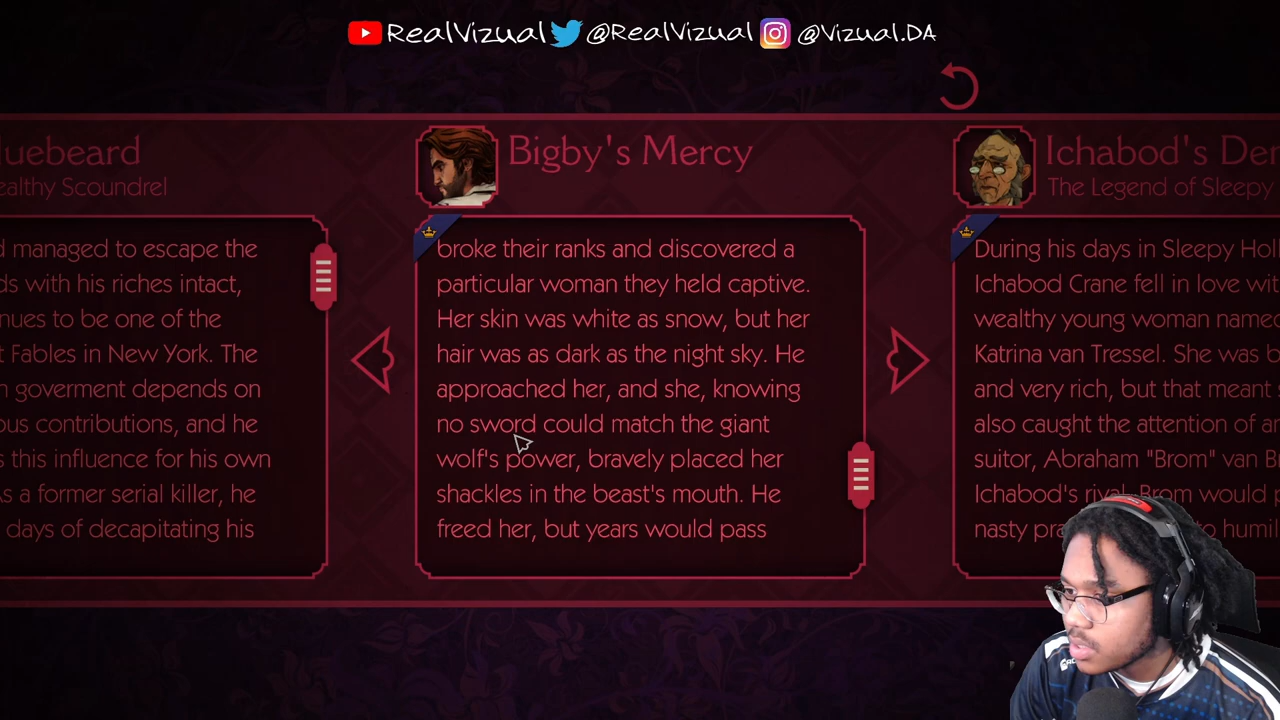 RealVizual @RealVizual @Vizual.DA
luebeard
ealthy Scoundrel
d managed to escape the
ds with his riches intact,
nues to be one of the
t Fables in New York. The
n goverment depends on
ous contributions, and he
s this influence for his own
As a former serial killer, he
days of decapitating his
Bigby's Mercy
broke their ranks and discovered a
particular woman they held captive.
Her skin was white as snow, but her
hair was as dark as the night sky. He
approached her, and she, knowing
no sword could match the giant
wolf's power, bravely placed her
shackles in the beast's mouth. He
freed her, but years would pass
Ichabod's De
The Legend of Sleepy
During his days in Sleepy Holl
Ichabod Crane fell in love wit
wealthy young woman name
Katrina van Tressel. She was b
and very rich, but that meant
also caught the attention of an
suitor, Abraham "Brom" van B
Ichabod's rival, Brom would p
nasty pra to humil